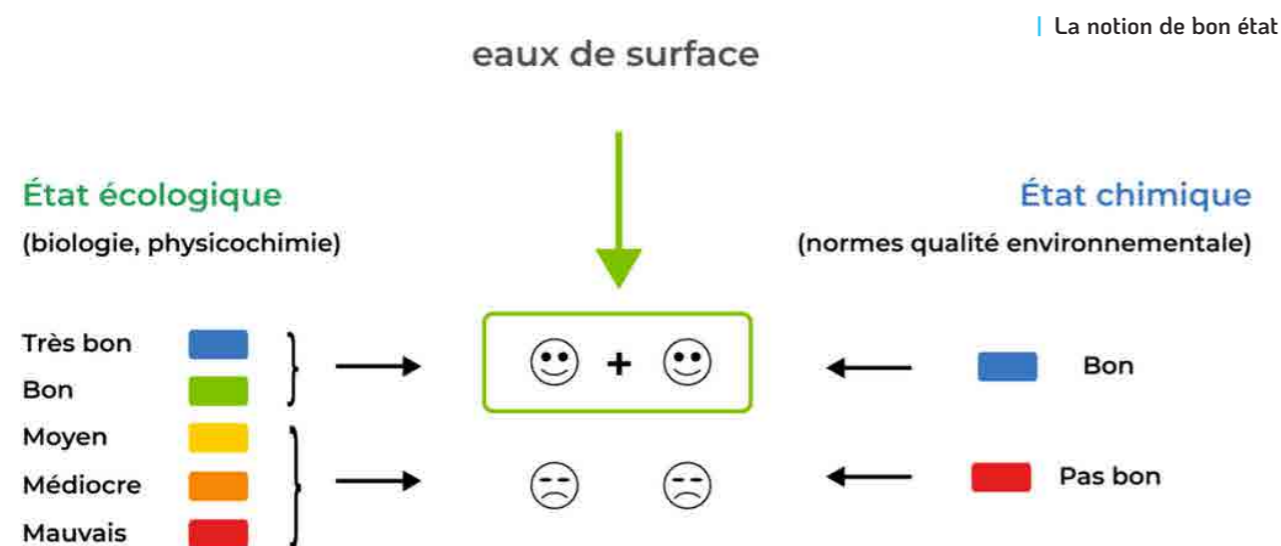 La notion de bon état
eaux de surface
État écologique
(biologie, physicochimie)
État chimique
(normes qualité environnementale)
Très bon
Bon
Moyen
Médiocre
Mauvais
+
Bon
Pas bon